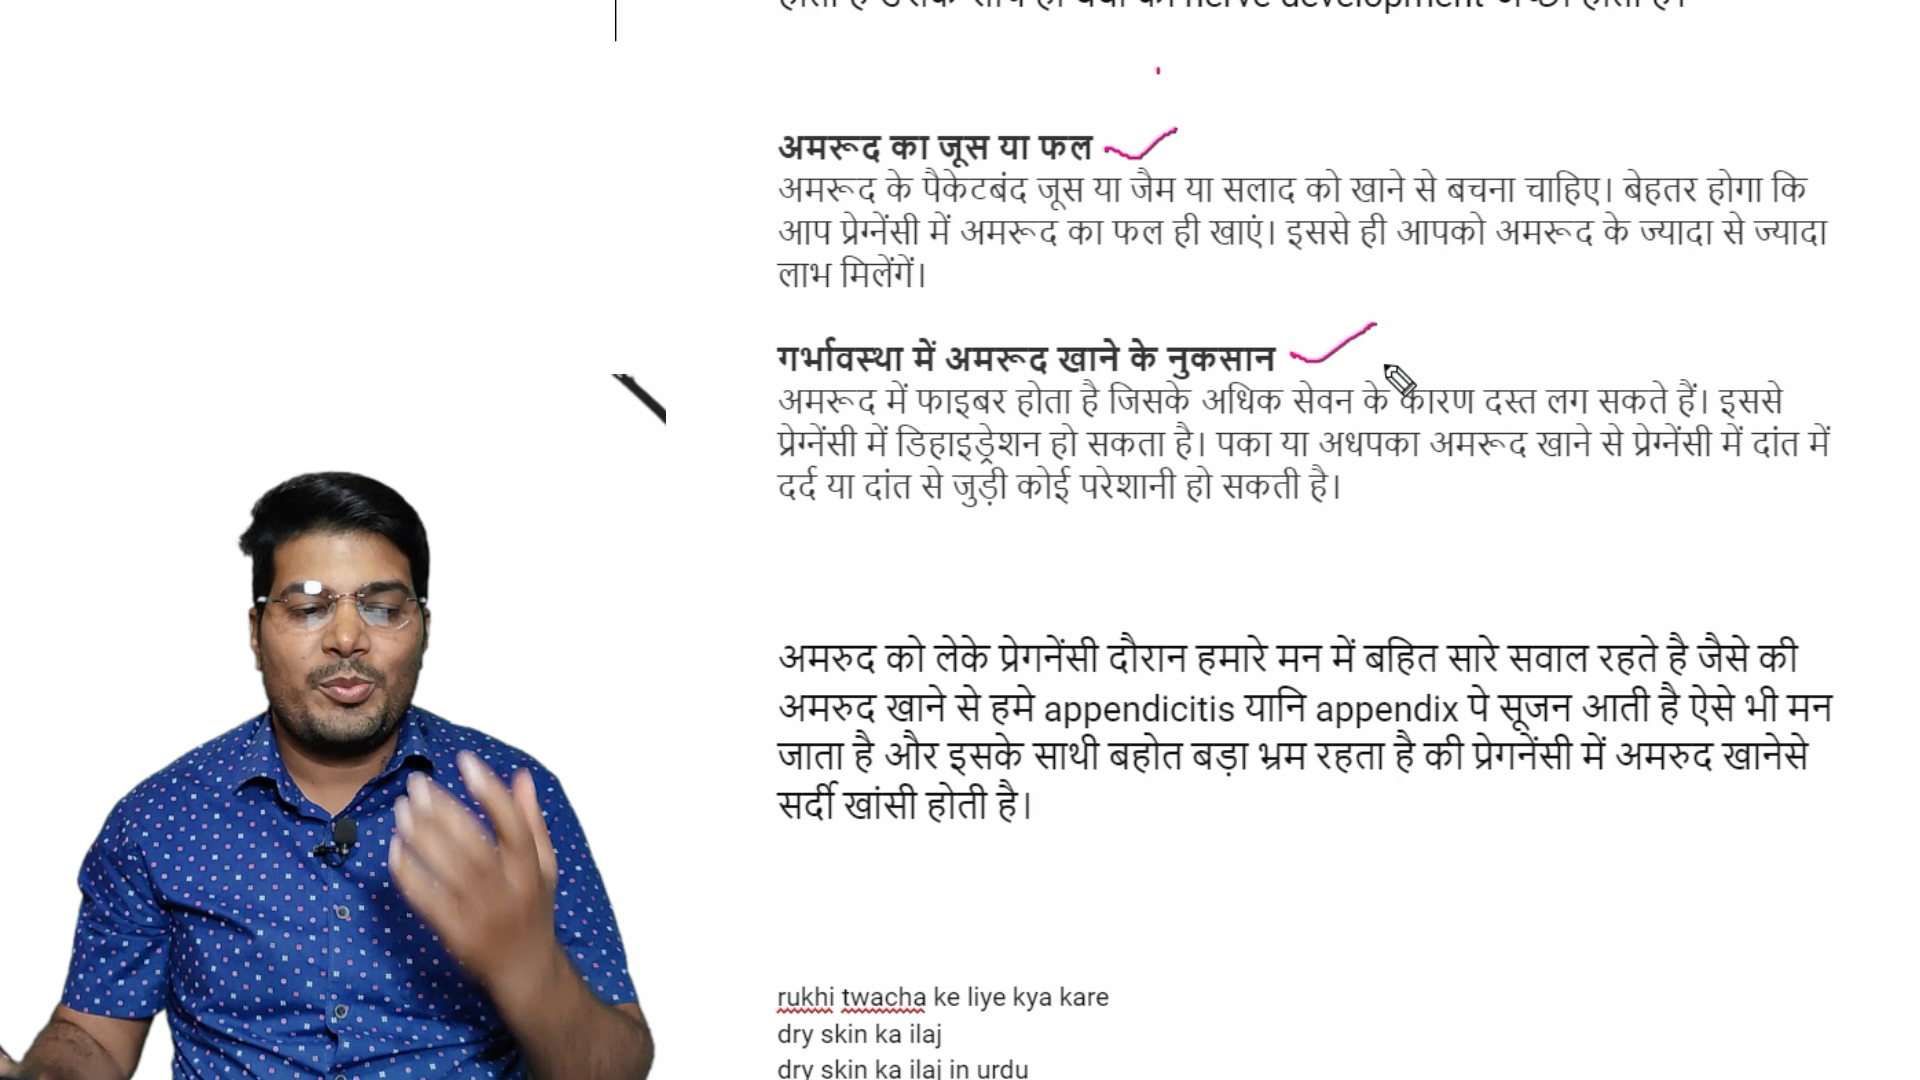 nerve development
अमरूद का जूस या फल
अमरूद के पैकेटबंद जूस या जैम या सलाद को खाने से बचना चाहिए। बेहतर होगा कि
आप प्रेग्नेंसी में अमरूद का फल ही खाएं। इससे ही आपको अमरूद के ज्यादा से ज्यादा
लाभ मिलेंगें।
गर्भावस्था में अमरूद खाने के नुकसान
अमरूद में फाइबर होता है जिसके अधिक सेवन के कारण दस्त लग सकते हैं। इससे
प्रेग्नेंसी में डिहाइड्रेशन हो सकता है। पका या अधपका अमरूद खाने से प्रेग्नेंसी में दांत में
दर्द या दांत से जुड़ी कोई परेशानी हो सकती है।
अमरुद को लेके प्रेगनेंसी दौरान हमारे मन में बहित सारे सवाल रहते है जैसे की
अमरुद खाने से हमे appendicitis यानि appendix पे सूजन आती है ऐसे भी मन
जाता है और इसके साथी बहोत बड़ा भ्रम रहता है की प्रेगनेंसी में अमरुद खानेसे
सर्दी खांसी होती है।
rukhi twacha ke liye kya kare
dry skin ka ilaj
dry skin ka ilaj in urdu